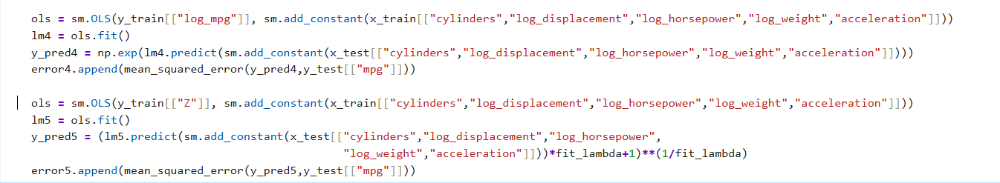 ols = sm.OLS(y_train[["log_mpg"]], sm.add_constant(x_train[["cylinders","log_displacement","log_horsepower","log_weight","acceleration"]]))
lm4 = ols.fit()
y_pred4 = np.exp(lm4.predict(sm.add_constant(x_test[["cylinders","log_displacement","log_horsepower","log_weight","acceleration"]])))
error4.append(mean_squared_error(y_pred4,y_test[["mpg"]]))
ols = sm.OLS(y_train[["Z"]], sm.add_constant(x_train[["cylinders","log_displacement","log_horsepower","log_weight","acceleration"]]))
lm5 = ols.fit()
y_pred5 = (lm5.predict(sm.add_constant(x_test[["cylinders","log_displacement","log_horsepower",
"log_weight","acceleration"]]))*fit_lambda+1)**(1/fit_lambda)
error5.append(mean_squared_error(y_pred5,y_test[["mpg"]]))